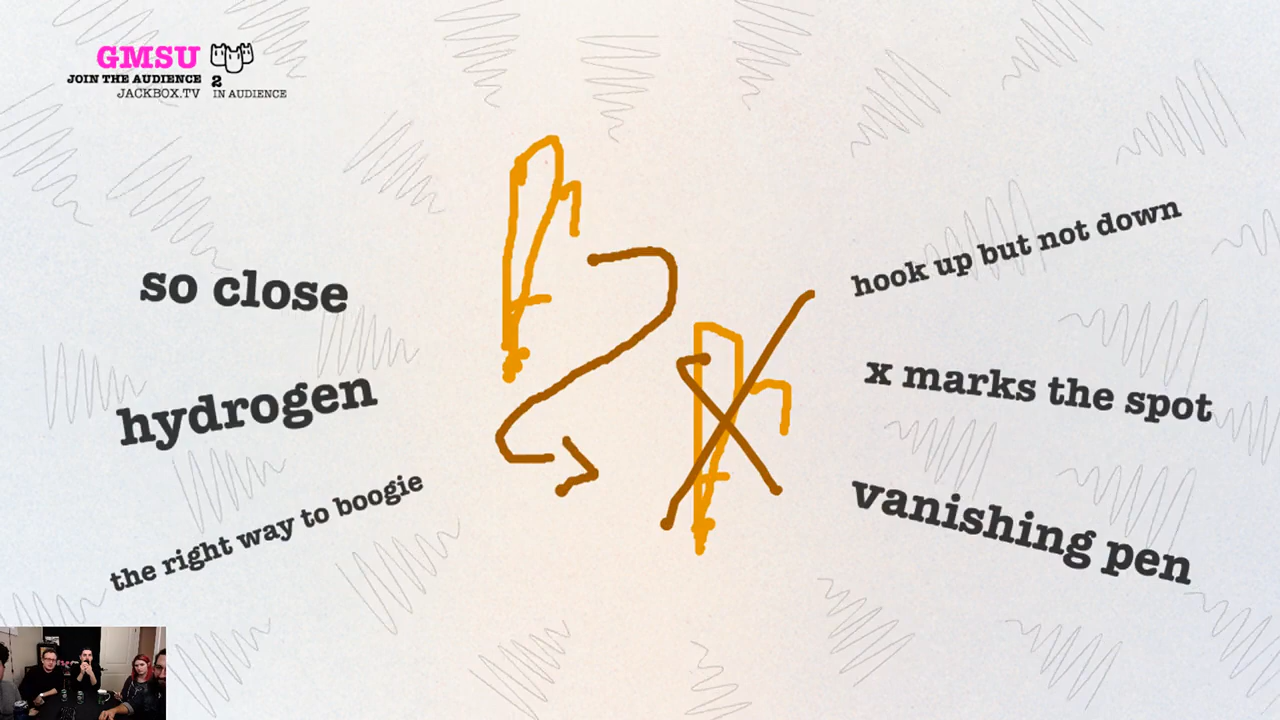 GMSU
JOIN THE AUDIENCE
JACKBOX.TV
2
IN AUDIENCE
so close
hydrogen
the right way to boogie
hook up but not down
x marks the spot
vanishing pen